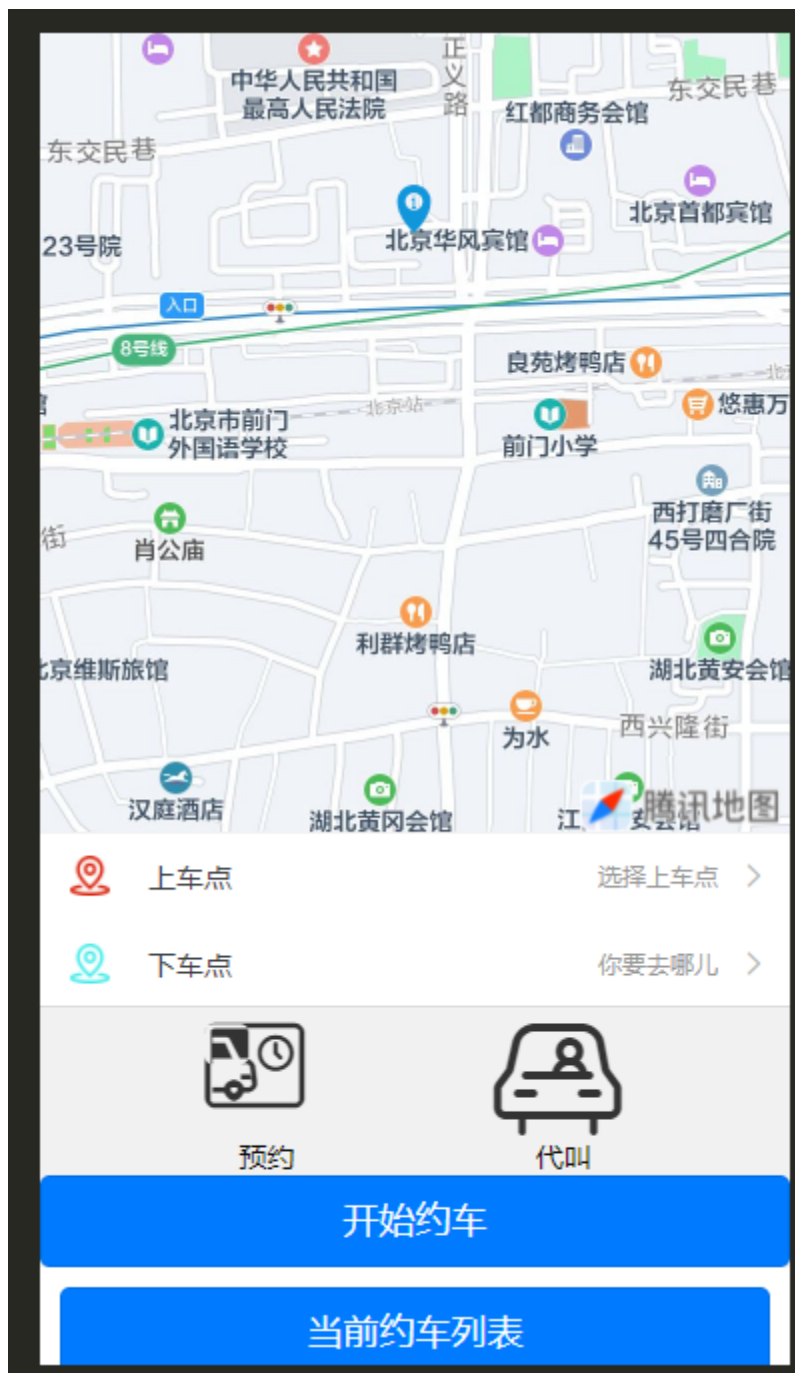 正义路
中华人民共和国
最高人民法院
东交民巷
红都商务会馆
东交民巷
北京首都宾馆
23号院
北京华风宾馆
入口
8号线
良苑烤鸭店
北京站
悠惠万
北京市前门
外国语学校
前门小学
西打磨厂街
45号四合院
街
肖公庙
利群烤鸭店
京维斯旅馆
湖北黄安会馆
西兴隆街
为水
汉庭酒店
湖北黄冈会馆
江
安会馆
腾讯地图
上车点
选择上车点
下车点
你要去哪儿
预约
代叫
开始约车
当前约车列表